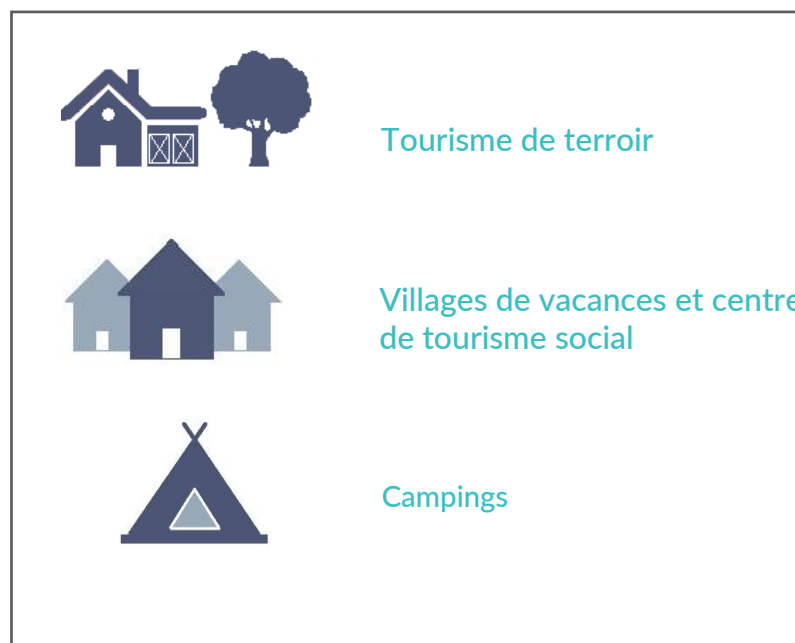 Tourisme de terroir
Villages de vacances et centre
de tourisme social
Campings